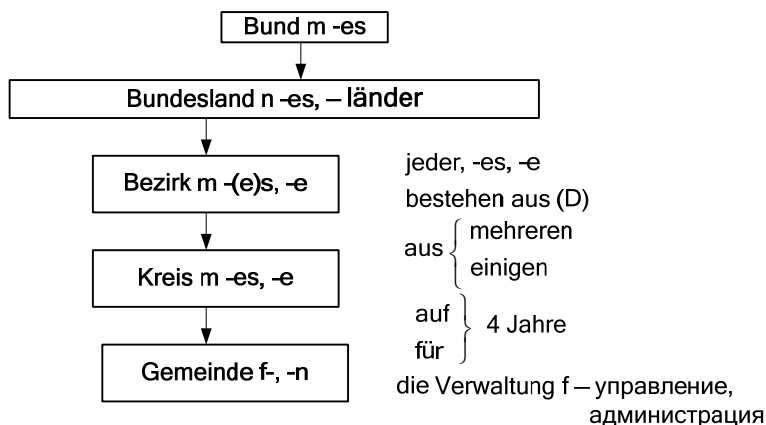 Bund m -es
Bundesland n -es, – länder
Bezirk m -(e)s, -e
Kreis m -es, -e
Gemeinde f-, -n
jeder, -es, -e
bestehen aus (D)
aus { mehreren
einigen
auf
für } 4 Jahre
die Verwaltung f – управление,
администрация